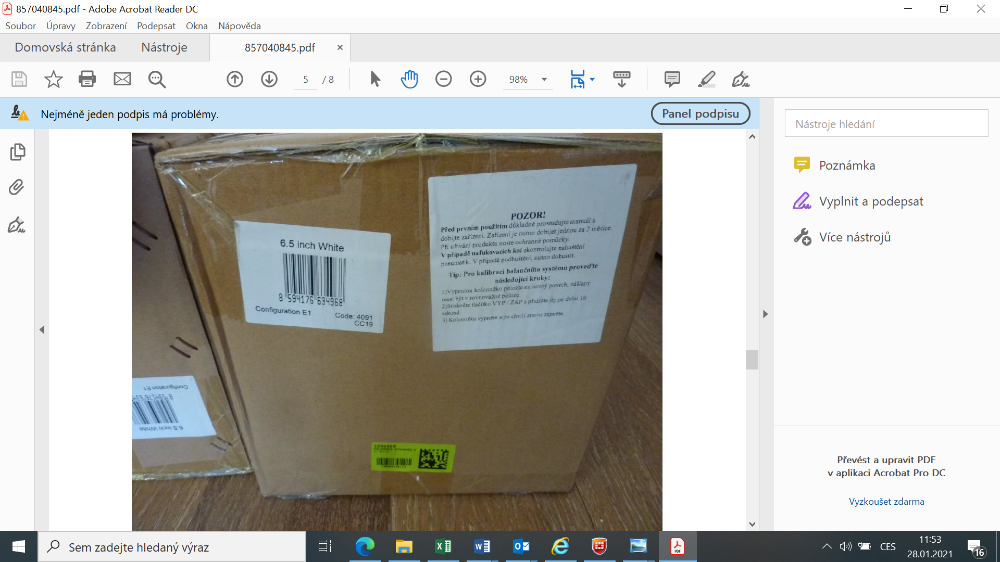 857040845.pdf - Adobe Acrobat Reader DC
Soubor Úpravy Zobrazení Podepsat Okna Nápověda
Domovská stránka Nástroje 857040845.pdf
5 / 8 98%
Nejméně jeden podpis má problémy. Panel podpisu
6.5 inch White
8 594176 634968
Configuration E1 Code: 4091
CC19
POZOR!
Před prvním použitím důkladně prostudujte manuál a
dobijte zařízení. Zařízení je nutno dobíjet jednou za 2 měsíce.
Při užívání produktu noste ochranné pomůcky.
V případě nafukovacích kol zkontrolujte nahuštění
pneumatik. V případě podhuštění, nutno dohustit.
Tip: Pro kalibraci balančního systému proveďte
následující kroky:
1)Vypnutou kolonožku položte na rovný povrch, nášlapy
musí být v rovnovážné poloze.
2)Stiskněte tlačítko VYP / ZAP a přidržte jej po dobu 10
sekund.
3) Kolonožku vypněte a po chvíli znovu zapněte.
Configuration E1
8 594176 634
6.5 inch White
1296969
Nástroje hledání
Poznámka
Vyplnit a podepsat
Více nástrojů
Převést a upravit PDF
v aplikaci Acrobat Pro DC
Vyzkoušet zdarma
Sem zadejte hledaný výraz
CES
11:53
28.01.2021
16